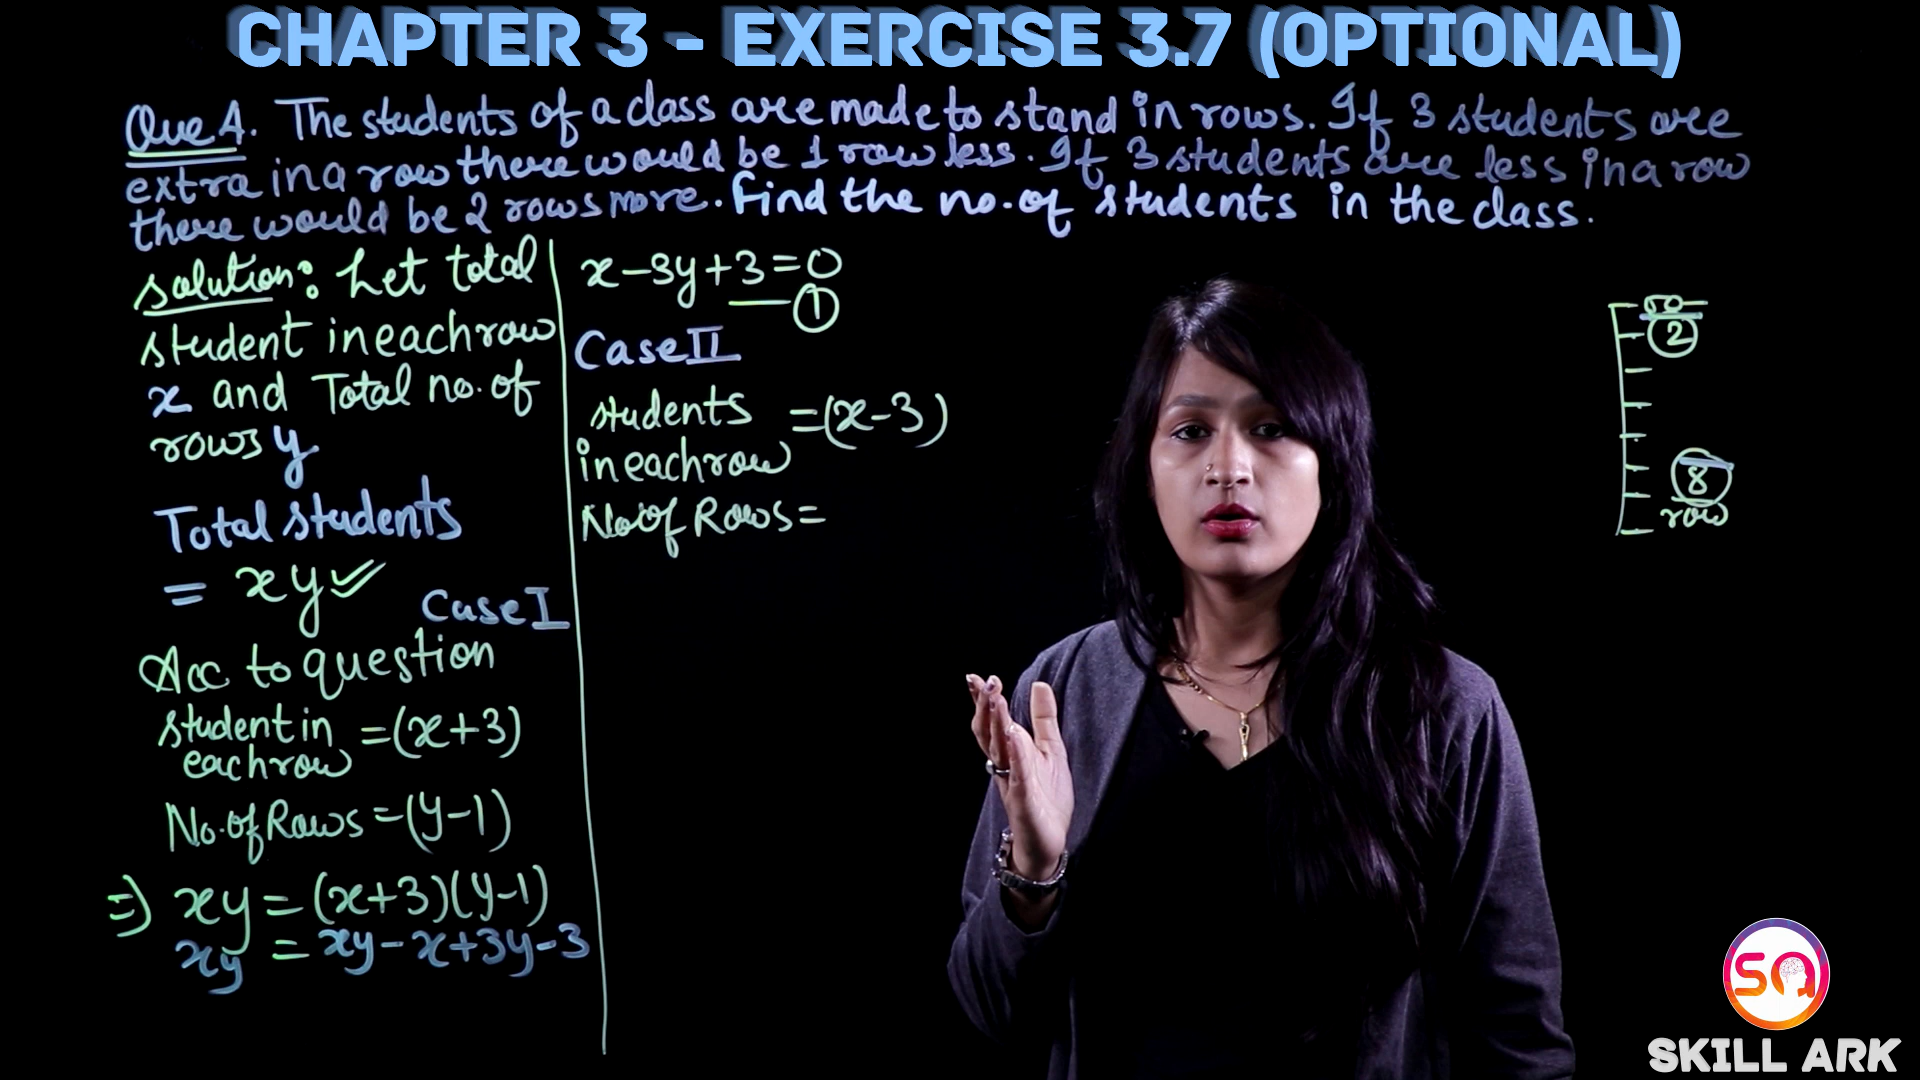 CHAPTER 3 - EXERCISE 3.7 (OPTIONAL)
Que 4. The students of a class are made to stand in rows. If 3 students are
extra in a row there would be 1 row less. If 3 students are less in a row
there would be 2 rows more. Find the no. of students in the class.
solution: Let total
student in each row
x and Total no. of
rows y
Total students
= xy ✓
Case I
Acc to question
student in
each row = (x+3)
No. of Rows = (y-1)
=> xy = (x+3)(y-1)
xy = xy-x+3y-3
x-3y+3=0
1
Case II
students
in each row = (x-3)
No of Rows =
50
2
8
row
SA
SKILL ARK